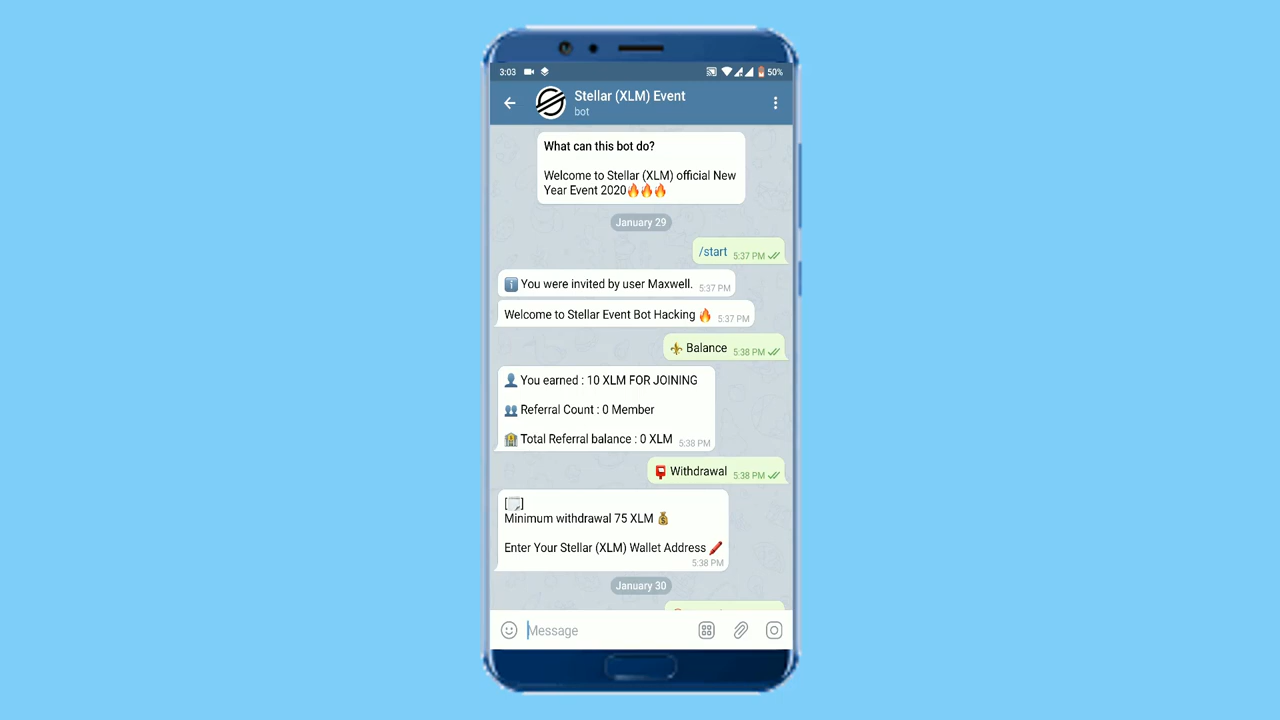 3:03
50%
Stellar (XLM) Event
bot
What can this bot do?
Welcome to Stellar (XLM) official New
Year Event 2020🔥🔥🔥
January 29
/start 5:37 PM
You were invited by user Maxwell. 5:37 PM
Welcome to Stellar Event Bot Hacking 🔥 5:37 PM
⚜️ Balance 5:38 PM
👤 You earned : 10 XLM FOR JOINING
👥 Referral Count : 0 Member
🏦 Total Referral balance : 0 XLM 5:38 PM
📮 Withdrawal 5:38 PM
Minimum withdrawal 75 XLM 💰
Enter Your Stellar (XLM) Wallet Address 🖍
5:38 PM
January 30
Message